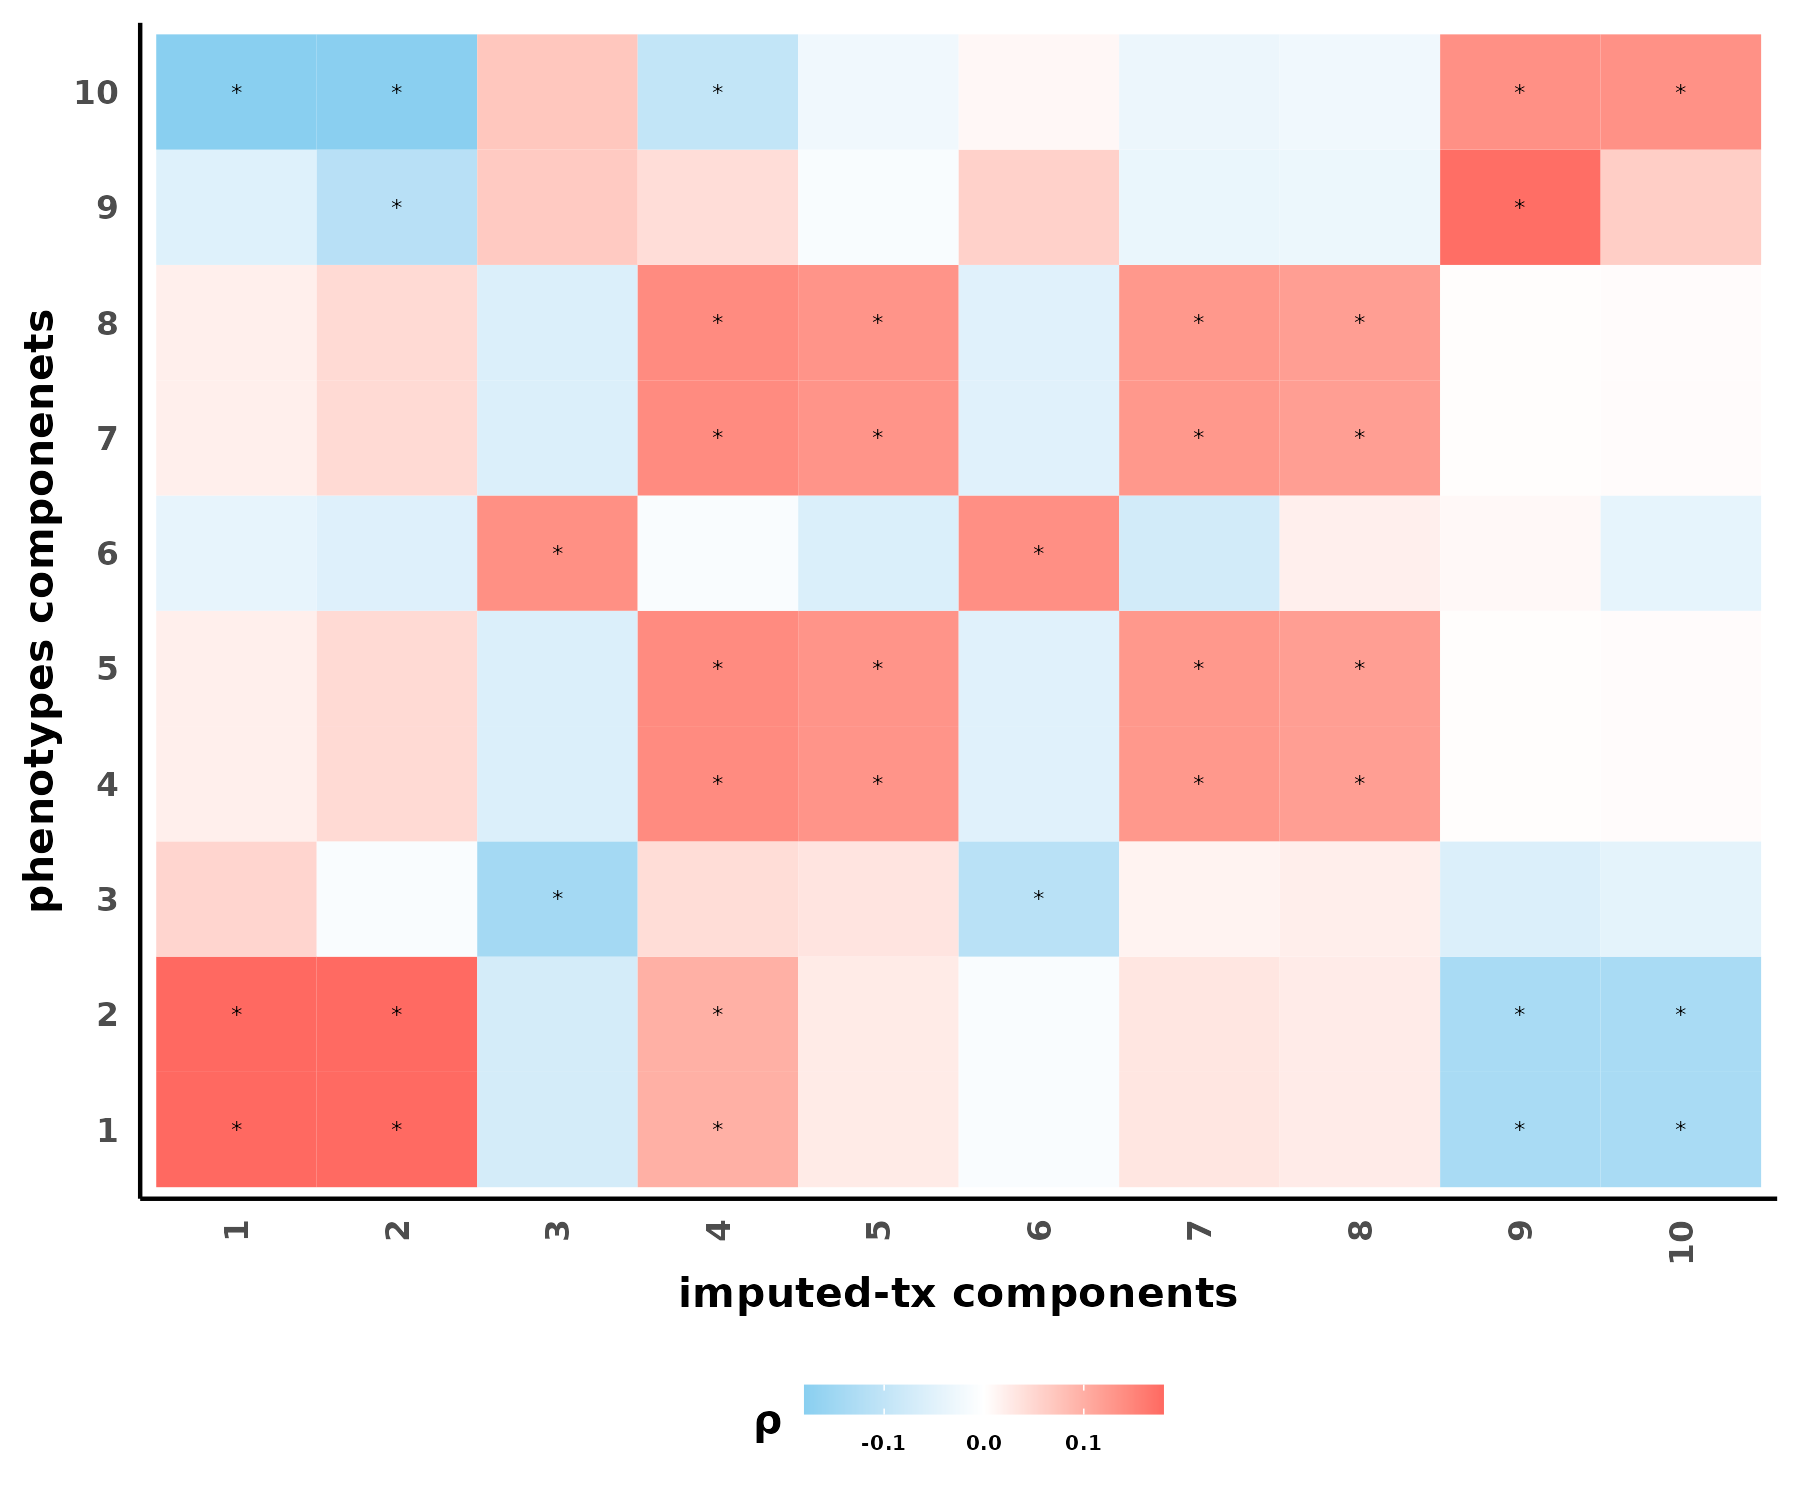 phenotypes componenets
10 * * * * *
9 * *
8 * * * *
7 * * * *
6 * *
5 * * * *
4 * * * *
3 * *
2 * * * * *
1 * * * * *
1 2 3 4 5 6 7 8 9 10
imputed-tx components
ρ
-0.1 0.0 0.1